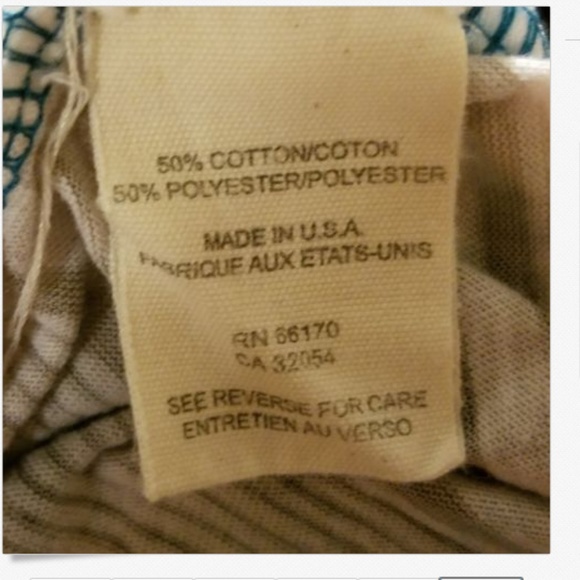 50% COTTON/COTON
50% POLYESTER/POLYESTER
MADE IN U.S.A.
FABRIQUE AUX ETATS-UNIS
RN 66170
CA 32054
SEE REVERSE FOR CARE
ENTRETIEN AU VERSO